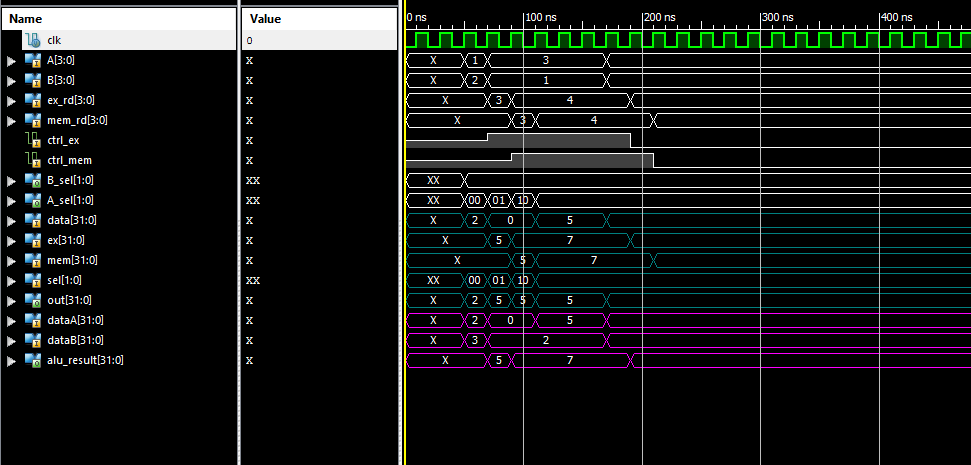 Name Value 0 ns 100 ns 200 ns 300 ns 400 ns
clk 0
A[3:0] X X 1 3
B[3:0] X X 2 1
ex_rd[3:0] X X 3 4
mem_rd[3:0] X X 3 4
ctrl_ex X
ctrl_mem X
B_sel[1:0] XX XX
A_sel[1:0] XX XX 00 01 10
data[31:0] X X 2 0 5
ex[31:0] X X 5 7
mem[31:0] X X 5 7
sel[1:0] XX XX 00 01 10
out[31:0] X X 2 5 5 5
dataA[31:0] X X 2 0 5
dataB[31:0] X X 3 2
alu_result[31:0] X X 5 7